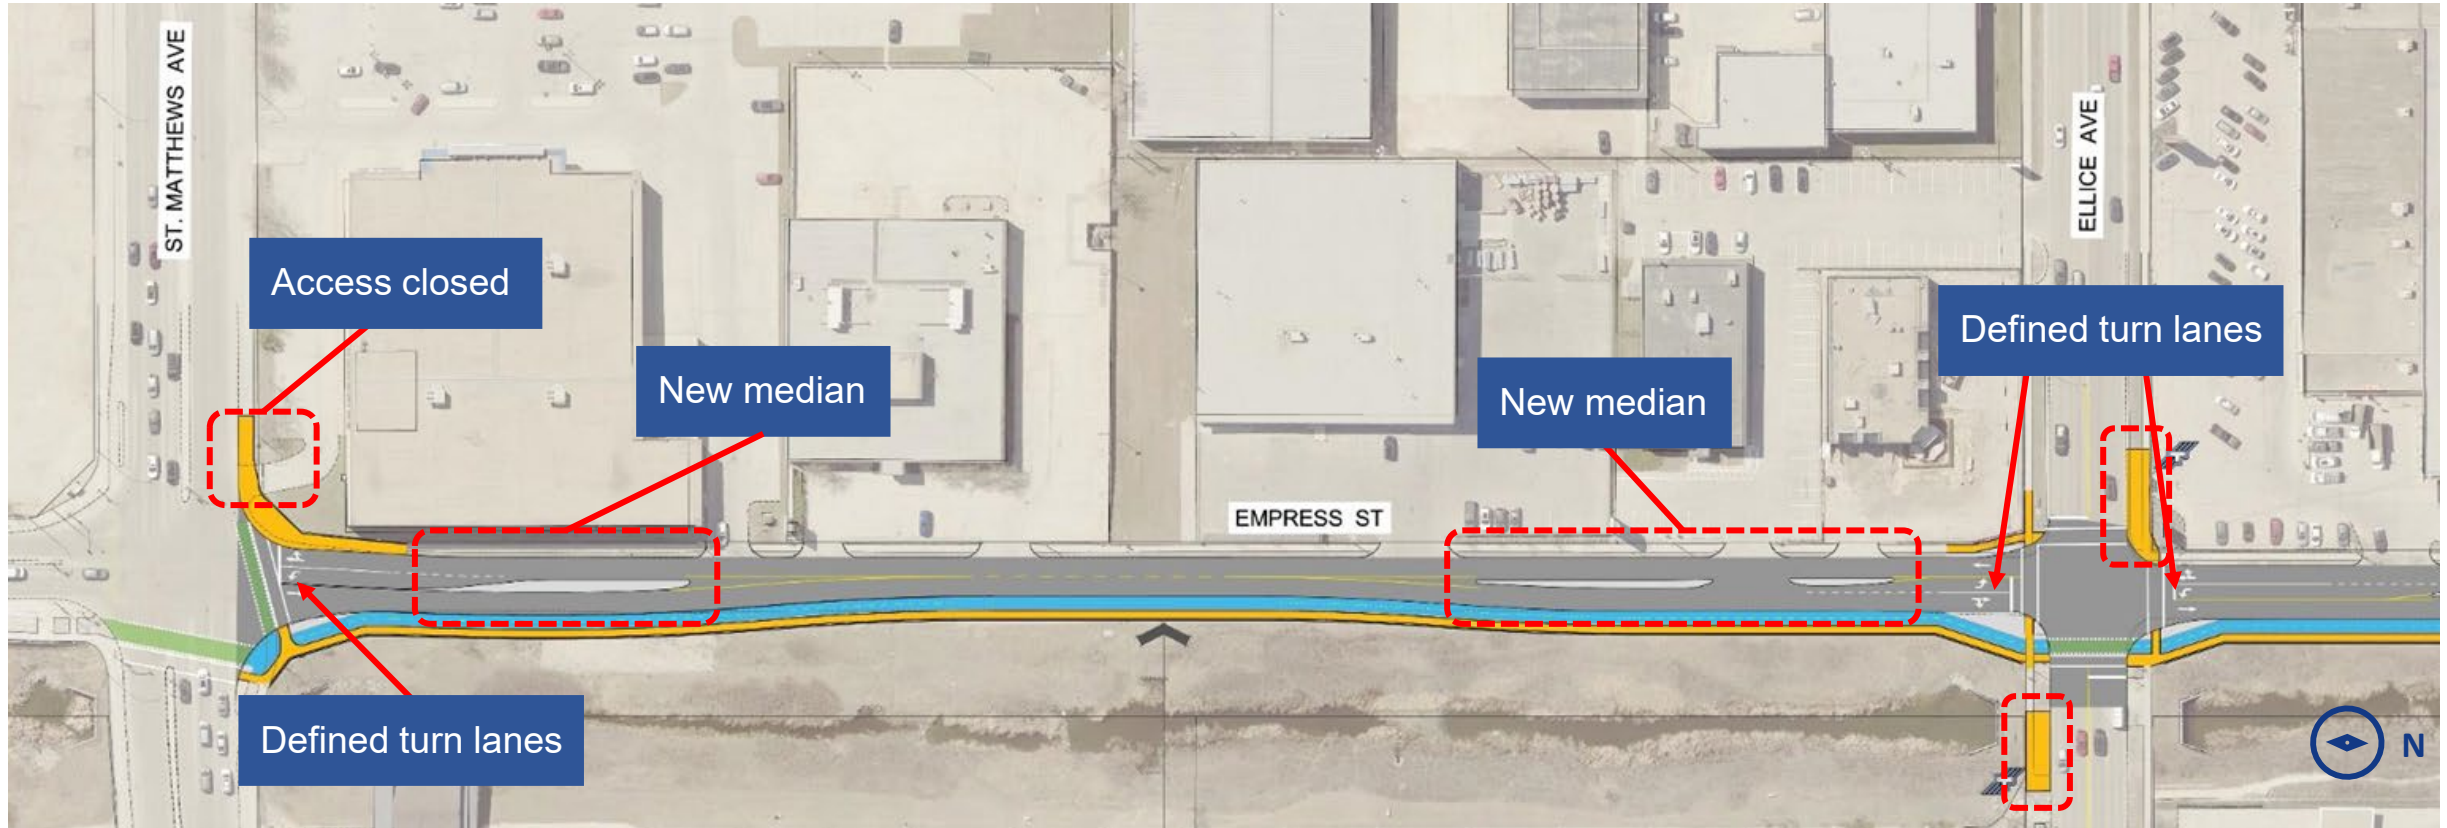 ST. MATTHEWS AVE
ELLICE AVE
Access closed
Defined turn lanes
New median
New median
EMPRESS ST
Defined turn lanes
N